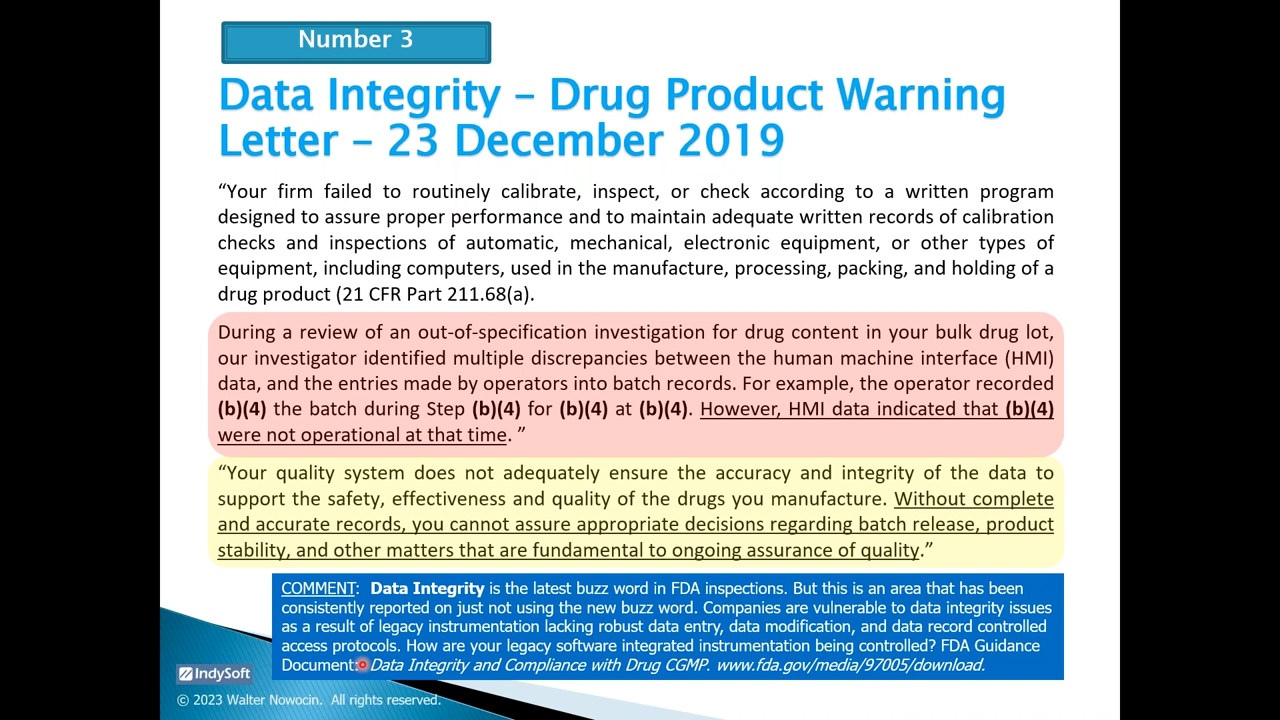 Number 3
Data Integrity – Drug Product Warning
Letter – 23 December 2019
“Your firm failed to routinely calibrate, inspect, or check according to a written program
designed to assure proper performance and to maintain adequate written records of calibration
checks and inspections of automatic, mechanical, electronic equipment, or other types of
equipment, including computers, used in the manufacture, processing, packing, and holding of a
drug product (21 CFR Part 211.68(a).
During a review of an out-of-specification investigation for drug content in your bulk drug lot,
our investigator identified multiple discrepancies between the human machine interface (HMI)
data, and the entries made by operators into batch records. For example, the operator recorded
(b)(4) the batch during Step (b)(4) for (b)(4) at (b)(4). However, HMI data indicated that (b)(4)
were not operational at that time. ”
“Your quality system does not adequately ensure the accuracy and integrity of the data to
support the safety, effectiveness and quality of the drugs you manufacture. Without complete
and accurate records, you cannot assure appropriate decisions regarding batch release, product
stability, and other matters that are fundamental to ongoing assurance of quality.”
COMMENT: Data Integrity is the latest buzz word in FDA inspections. But this is an area that has been
consistently reported on just not using the new buzz word. Companies are vulnerable to data integrity issues
as a result of legacy instrumentation lacking robust data entry, data modification, and data record controlled
access protocols. How are your legacy software integrated instrumentation being controlled? FDA Guidance
Document: Data Integrity and Compliance with Drug CGMP. www.fda.gov/media/97005/download.
IndySoft
© 2023 Walter Nowocin. All rights reserved.